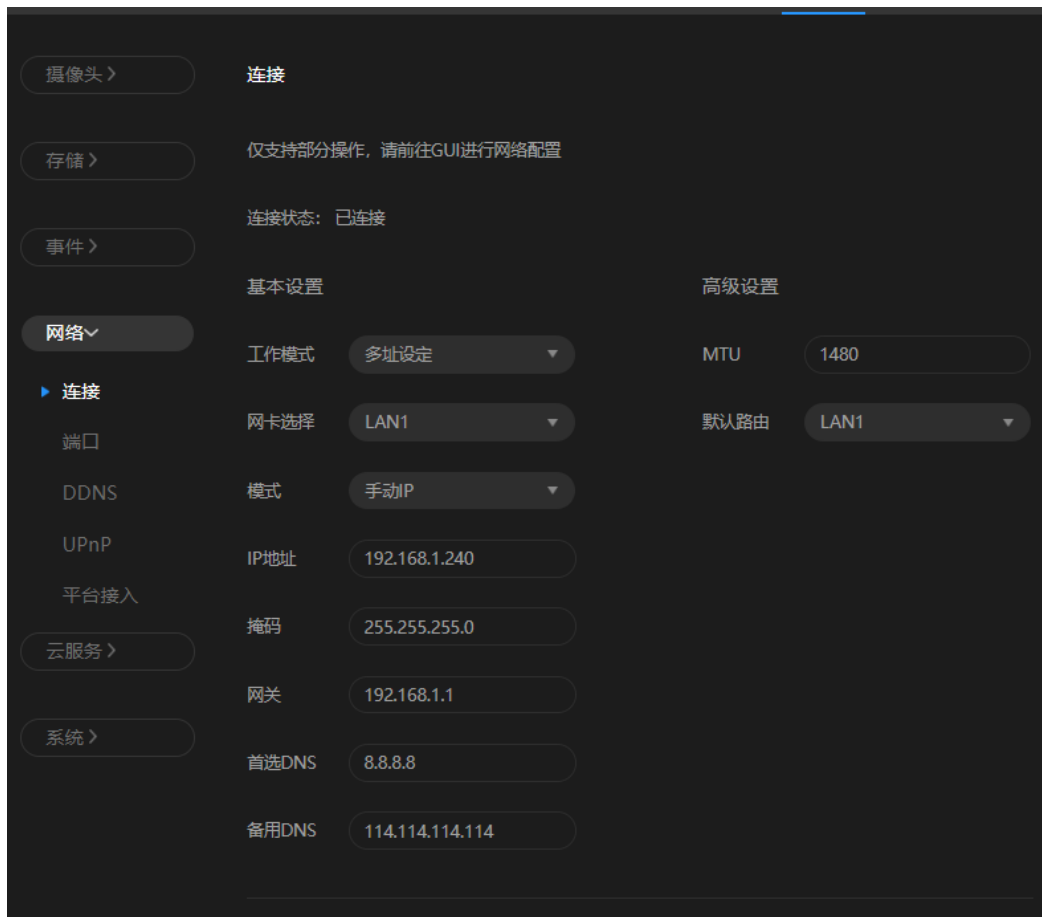 摄像头
存储
事件
网络
连接
端口
DDNS
UPnP
平台接入
云服务
系统
连接
仅支持部分操作，请前往GUI进行网络配置
连接状态： 已连接
基本设置
工作模式 多址设定
网卡选择 LAN1
模式 手动IP
IP地址 192.168.1.240
掩码 255.255.255.0
网关 192.168.1.1
首选DNS 8.8.8.8
备用DNS 114.114.114.114
高级设置
MTU 1480
默认路由 LAN1